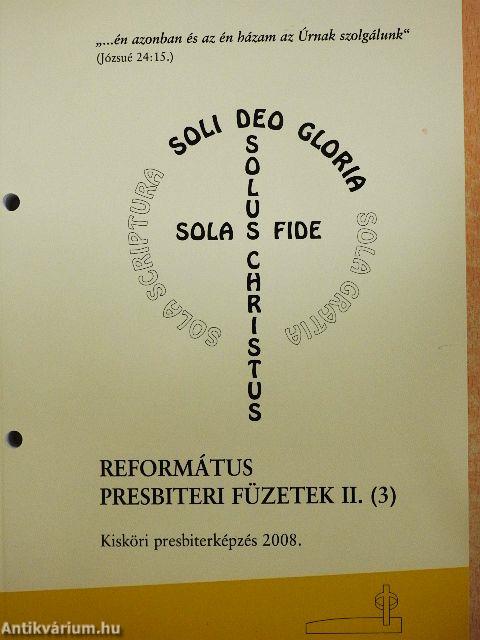 „...én azonban és az én házam az Úrnak szolgálunk“
(Józsué 24:15.)
SOLI DEO GLORIA
SOLUS CHRISTUS
SOLA FIDE
SOLA SCRIPTURA
SOLA GRATIA
REFORMÁTUS
PRESBITERI FÜZETEK II. (3)
Kisköri presbiterképzés 2008.
Antikvárium.hu